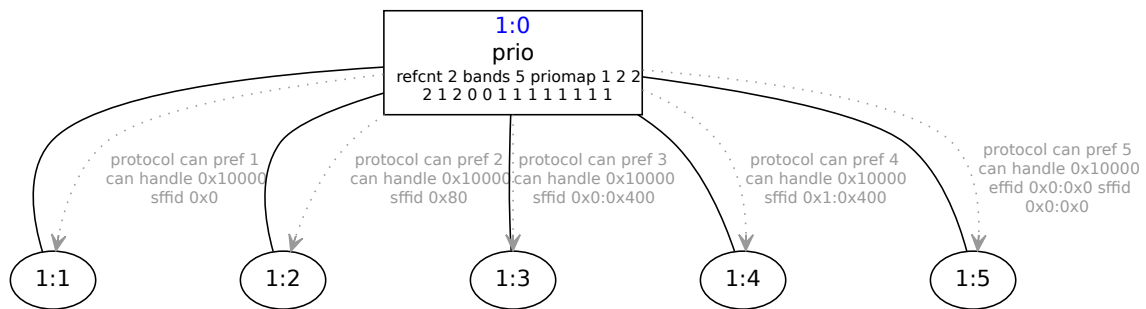 1:0
prio
refcnt 2 bands 5 priomap 1 2 2
2 1 2 0 0 1 1 1 1 1 1 1 1
protocol can pref 1
can handle 0x10000
sffid 0x0
protocol can pref 2
can handle 0x10000
sffid 0x80
protocol can pref 3
can handle 0x10000
sffid 0x0:0x400
protocol can pref 4
can handle 0x10000
sffid 0x1:0x400
protocol can pref 5
can handle 0x10000
effid 0x0:0x0 sffid
0x0:0x0
1:1
1:2
1:3
1:4
1:5